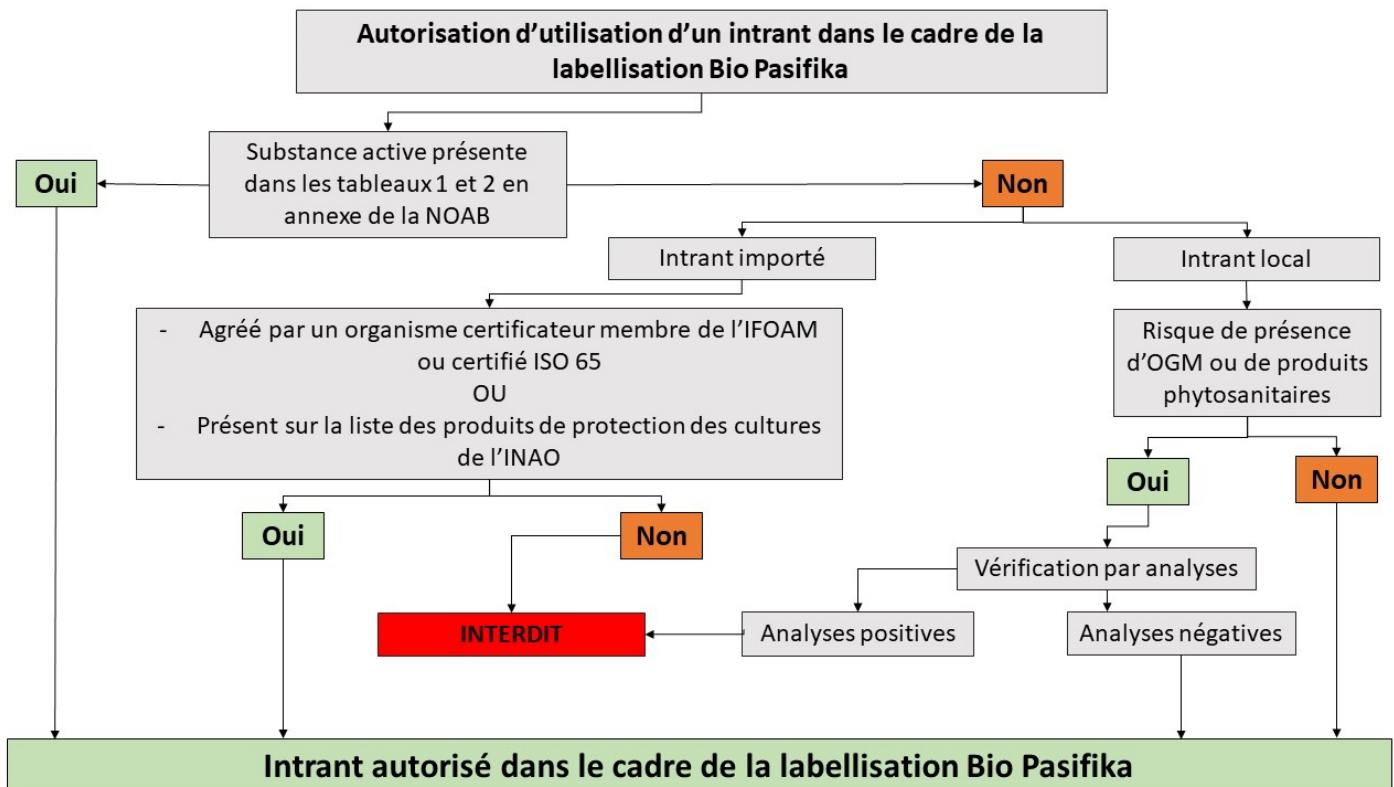 Autorisation d’utilisation d’un intrant dans le cadre de la
labellisation Bio Pasifika
Substance active présente
dans les tableaux 1 et 2 en
annexe de la NOAB
Oui
Non
Intrant importé
Intrant local
- Agréé par un organisme certificateur membre de l’IFOAM
ou certifié ISO 65
OU
- Présent sur la liste des produits de protection des cultures
de l’INAO
Risque de présence
d’OGM ou de produits
phytosanitaires
Oui
Non
Oui
Non
Vérification par analyses
INTERDIT
Analyses positives
Analyses négatives
Intrant autorisé dans le cadre de la labellisation Bio Pasifika